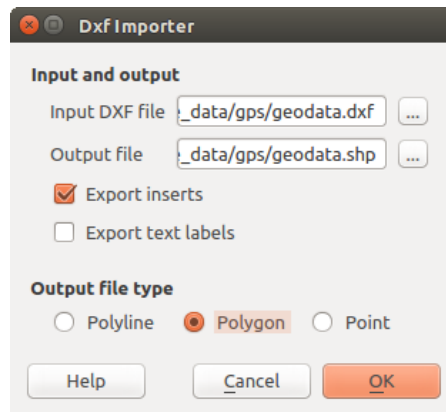 Dxf Importer
Input and output
Input DXF file :_data/gps/geodata.dxf ...
Output file :_data/gps/geodata.shp ...
Export inserts
Export text labels
Output file type
Polyline Polygon Point
Help Cancel OK